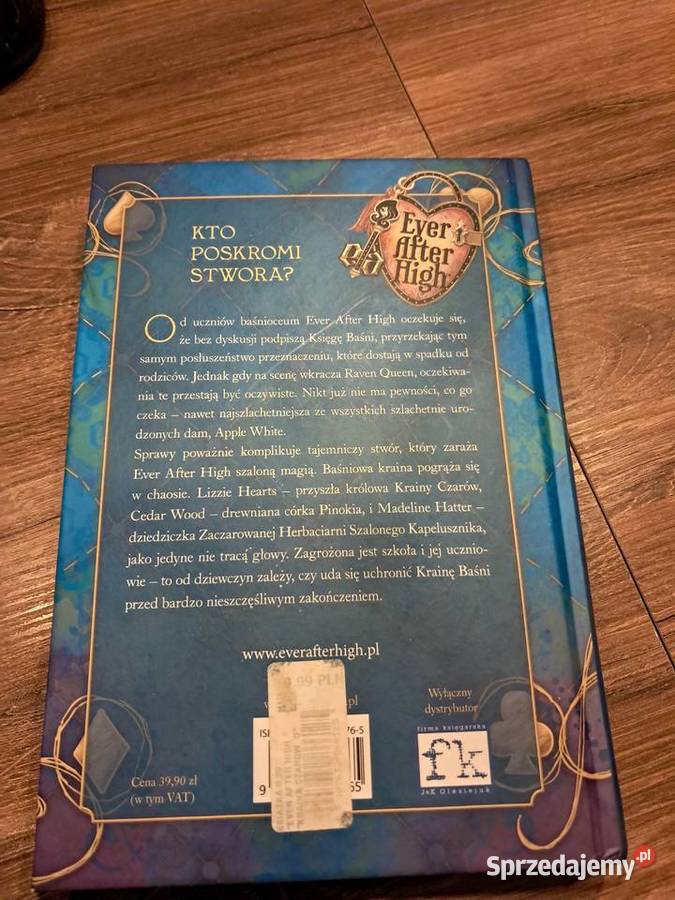 KTO
POSKROMI
STWORA?
Ever
After
High
Od uczniów baśnioceum Ever After High oczekuje się,
że bez dyskusji podpiszą Księgę Baśni, przyrzekając tym
samym posłuszeństwo przeznaczeniu, które dostają w spadku od
rodziców. Jednak gdy na scenę wkracza Raven Queen, oczekiwa-
nia te przestają być oczywiste. Nikt już nie ma pewności, co go
czeka – nawet najszlachetniejsza ze wszystkich szlachetnie uro-
dzonych dam, Apple White.
Sprawy poważnie komplikuje tajemniczy stwór, który zaraża
Ever After High szaloną magią. Baśniowa kraina pogrąża się
w chaosie. Lizzie Hearts – przyszła królowa Krainy Czarów,
Cedar Wood – drewniana córka Pinokia, i Madeline Hatter –
dziedziczka Zaczarowanej Herbaciarni Szalonego Kapelusznika,
jako jedyne nie tracą głowy. Zagrożona jest szkoła i jej ucznio-
wie – to od dziewczyn zależy, czy uda się uchronić Krainę Baśni
przed bardzo nieszczęśliwym zakończeniem.
www.everafterhigh.pl
Wyłączny
dystrybutor
firma księgarska
fk
J&K Olesiejuk
Cena 39,90 zł
(w tym VAT)
Sprzedajemy.pl